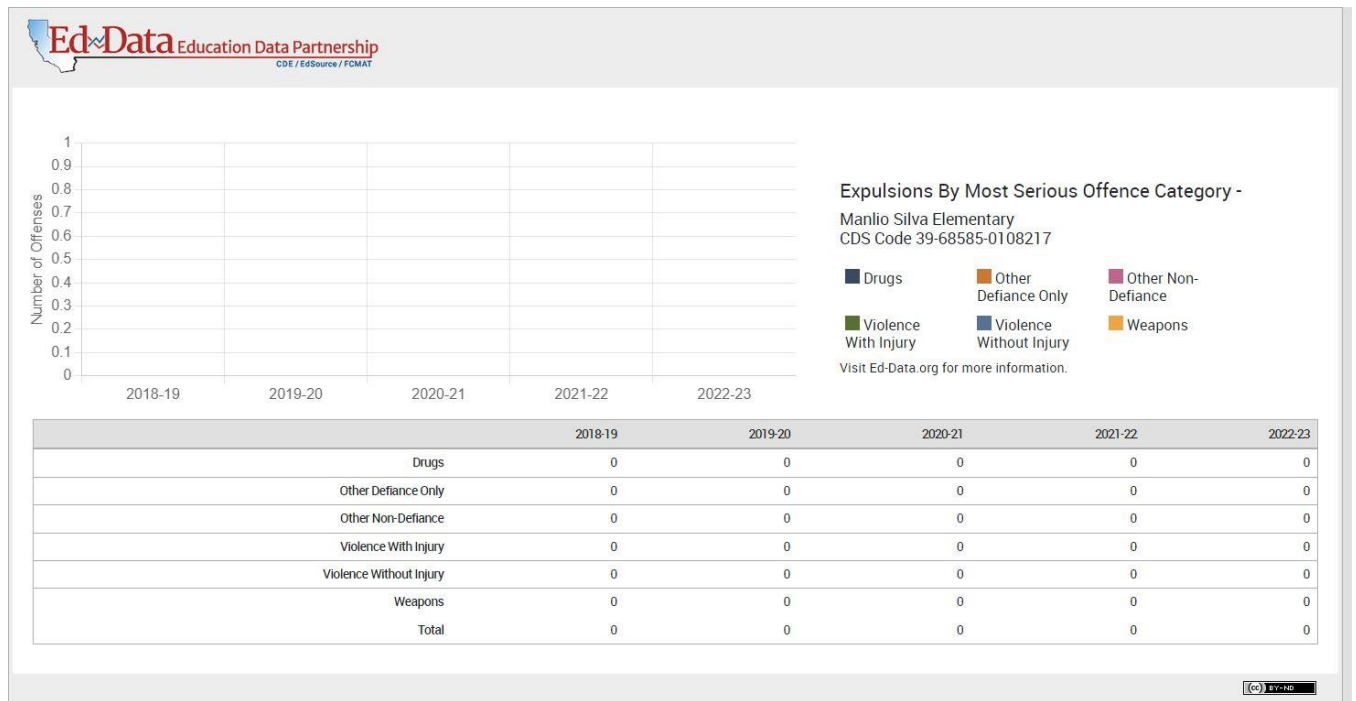 Ed Data Education Data Partnership
CDE / EdSource / FCMAT
Number of Offenses
1
0.9
0.8
0.7
0.6
0.5
0.4
0.3
0.2
0.1
0
2018-19 2019-20 2020-21 2021-22 2022-23
Expulsions By Most Serious Offence Category -
Manlio Silva Elementary
CDS Code 39-68585-0108217
Drugs
Other
Defiance Only
Other Non-
Defiance
Violence
With Injury
Violence
Without Injury
Weapons
Visit Ed-Data.org for more information.
2018-19 2019-20 2020-21 2021-22 2022-23
Drugs 0 0 0 0 0
Other Defiance Only 0 0 0 0 0
Other Non-Defiance 0 0 0 0 0
Violence With Injury 0 0 0 0 0
Violence Without Injury 0 0 0 0 0
Weapons 0 0 0 0 0
Total 0 0 0 0 0
(cc) BY-ND